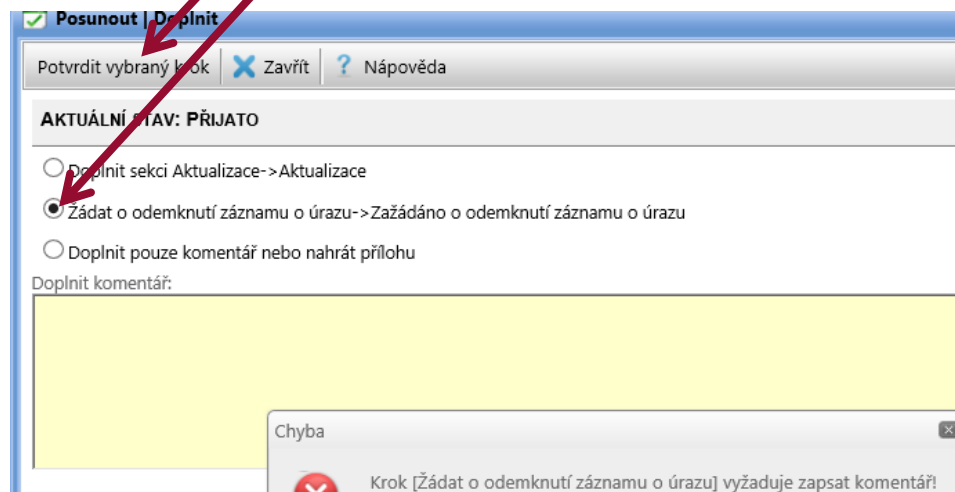 Posunout | Doplnit
Potvrdit vybraný krok Zavřít ? Nápověda
AKTUÁLNÍ STAV: PŘIJATO
Doplnit sekci Aktualizace->Aktualizace
Žádat o odemknutí záznamu o úrazu->Zažádáno o odemknutí záznamu o úrazu
Doplnit pouze komentář nebo nahrát přílohu
Doplnit komentář:
Chyba
Krok [Žádat o odemknutí záznamu o úrazu] vyžaduje zapsat komentář!